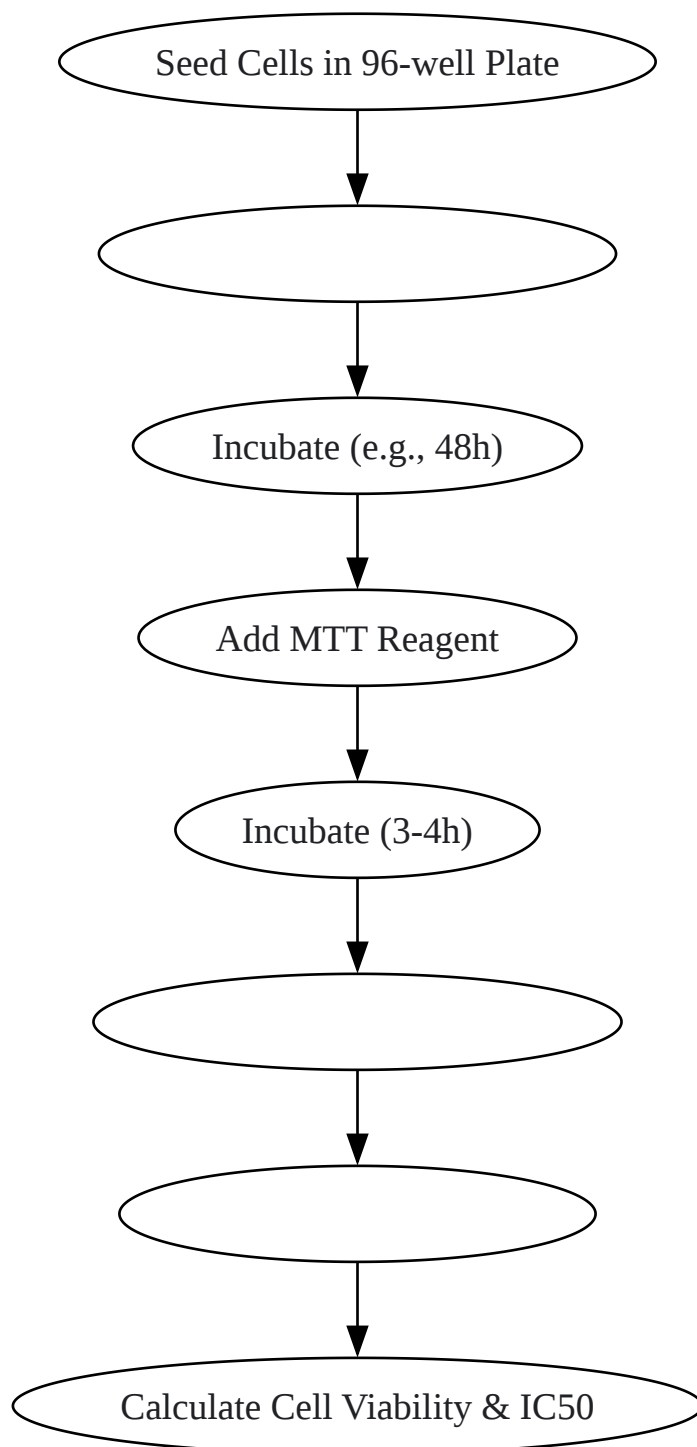 Seed Cells in 96-well Plate
Incubate (e.g., 48h)
Add MTT Reagent
Incubate (3-4h)
Calculate Cell Viability & IC50